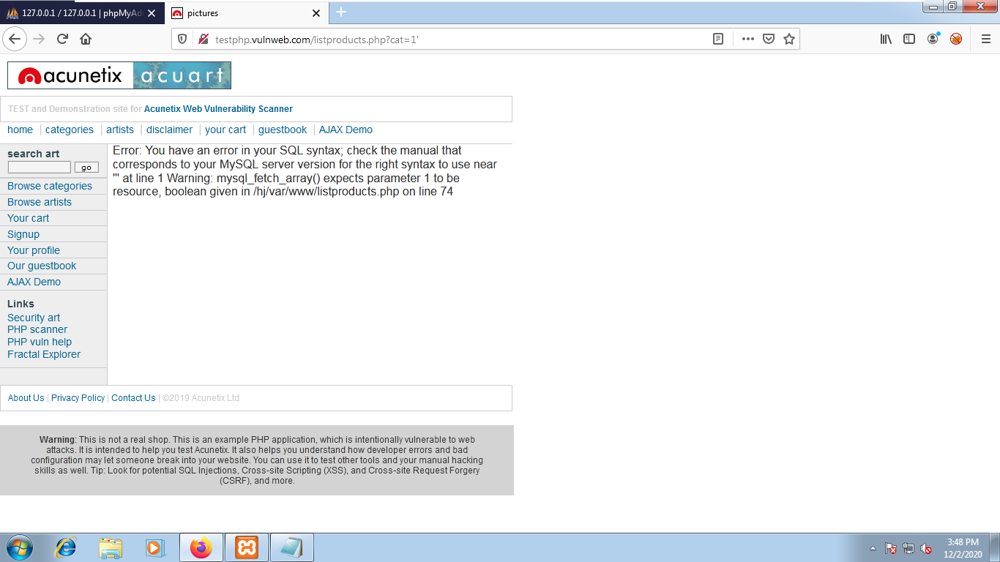 127.0.0.1 / 127.0.0.1 | phpMyAd
pictures
testphp.vulnweb.com/listproducts.php?cat=1'
acunetix acuart
TEST and Demonstration site for Acunetix Web Vulnerability Scanner
home | categories | artists | disclaimer | your cart | guestbook | AJAX Demo
search art
go
Browse categories
Browse artists
Your cart
Signup
Your profile
Our guestbook
AJAX Demo
Links
Security art
PHP scanner
PHP vuln help
Fractal Explorer
Error: You have an error in your SQL syntax; check the manual that
corresponds to your MySQL server version for the right syntax to use near
''' at line 1 Warning: mysql_fetch_array() expects parameter 1 to be
resource, boolean given in /hj/var/www/listproducts.php on line 74
About Us | Privacy Policy | Contact Us | ©2019 Acunetix Ltd
Warning: This is not a real shop. This is an example PHP application, which is intentionally vulnerable to web
attacks. It is intended to help you test Acunetix. It also helps you understand how developer errors and bad
configuration may let someone break into your website. You can use it to test other tools and your manual hacking
skills as well. Tip: Look for potential SQL Injections, Cross-site Scripting (XSS), and Cross-site Request Forgery
(CSRF), and more.
3:48 PM
12/2/2020